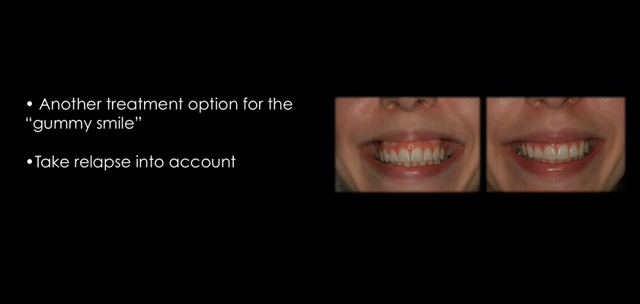 • Another treatment option for the
“gummy smile”
•Take relapse into account